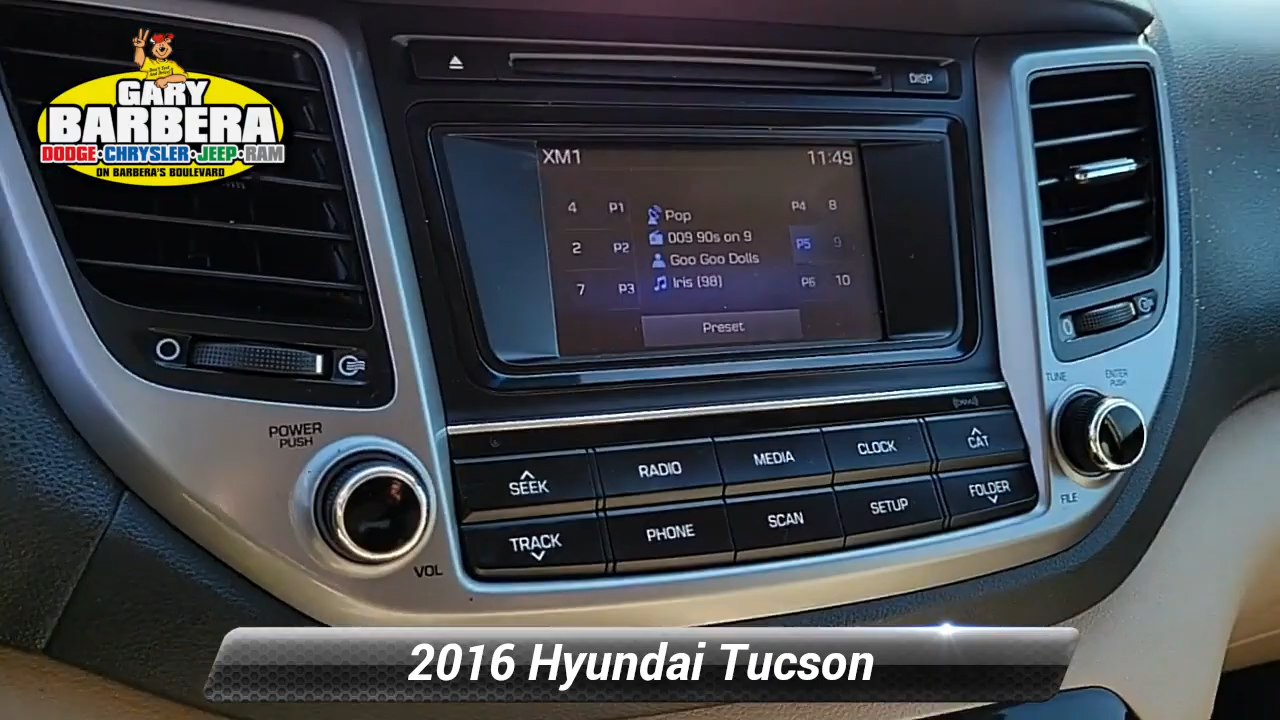 GARY
BARBERA
DODGE · CHRYSLER · JEEP · RAM
ON BARBERA'S BOULEVARD
DISP
XM1 11:49
4 P1 Pop P4 8
2 P2 009 90s on 9 P5 9
Goo Goo Dolls
7 P3 Iris (98) P6 10
Preset
POWER
PUSH
VOL
TUNE
ENTER
PUSH
FILE
SEEK RADIO MEDIA CLOCK CAT
TRACK PHONE SCAN SETUP FOLDER
2016 Hyundai Tucson